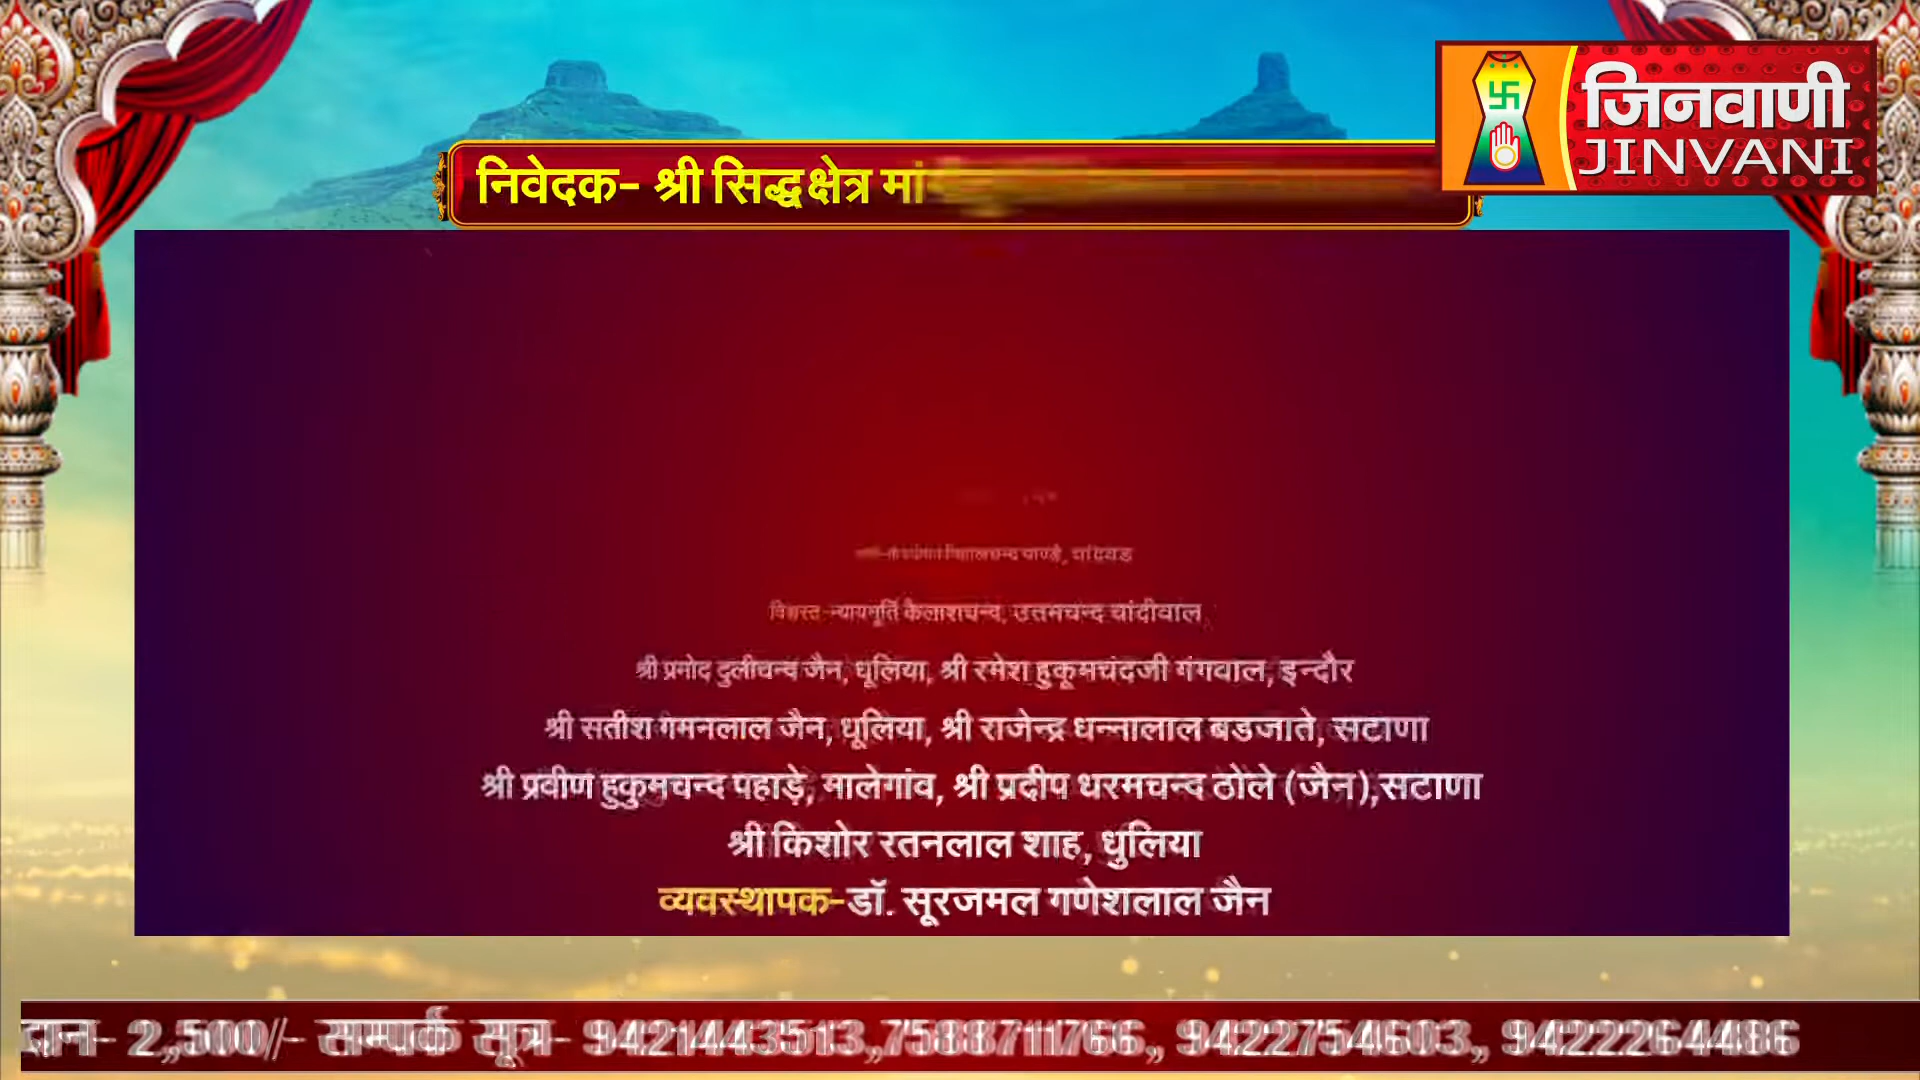 जिनवाणी
JINVANI
निवेदक- श्री सिद्धक्षेत्र मां
विश्वस्त-न्यायमूर्ति कैलाशचन्द, उत्तमचन्द चांदीवाल,
श्री प्रमोद दुलीचन्द जैन, धूलिया, श्री रमेश हुकूमचंदजी गंगवाल, इन्दौर
श्री सतीश गमनलाल जैन, धूलिया, श्री राजेन्द्र धन्नालाल बडजाते, सटाणा
श्री प्रवीण हुकुमचन्द पहाड़े, मालेगांव, श्री प्रदीप धरमचन्द ठोले (जैन),सटाणा
श्री किशोर रतनलाल शाह, धुलिया
व्यवस्थापक-डॉ. सूरजमल गणेशलाल जैन
दान- 2,500/- सम्पर्क सूत्र- 9421443513,7588711766, 9422754603, 9422226448​6